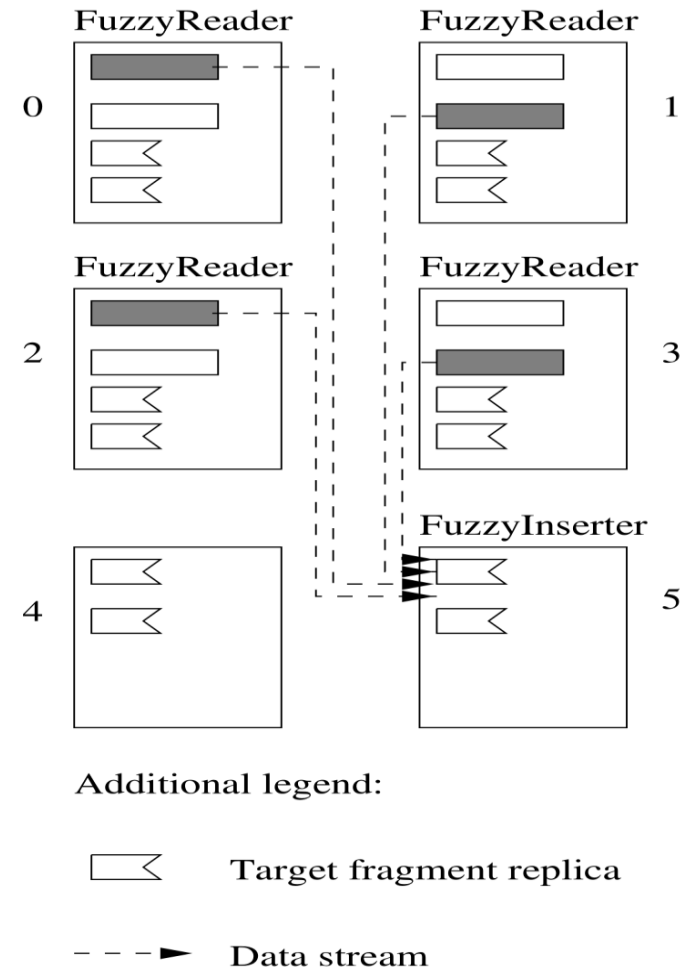 FuzzyReader
FuzzyReader
0
1
FuzzyReader
FuzzyReader
2
3
FuzzyInserter
4
5
Additional legend:
Target fragment replica
Data stream